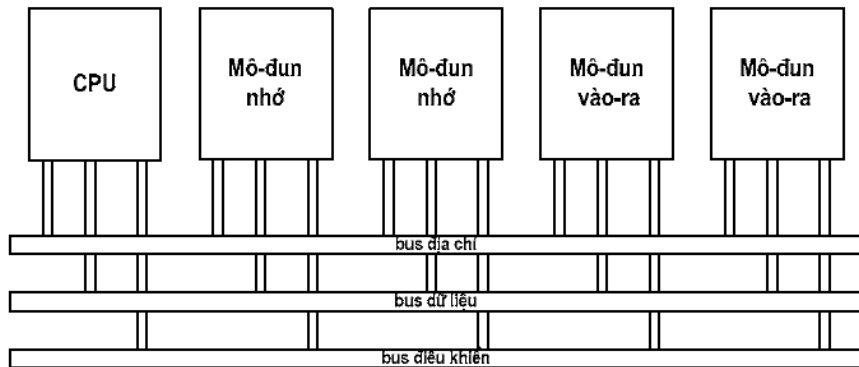 CPU
Mô-đun
nhớ
Mô-đun
nhớ
Mô-đun
vào-ra
Mô-đun
vào-ra
bus địa chỉ
bus dữ liệu
bus điều khiển